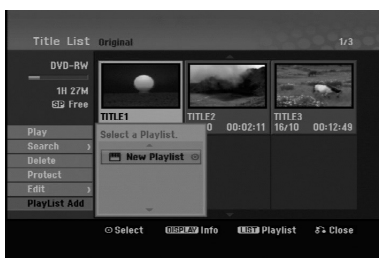 Title List Original 1/3
DVD-RW
1H 27M
SP Free
TITLE1 TITLE2 TITLE3
0 00:02:11 16/10 00:12:49
Play
Search
Delete
Protect
Edit
PlayList Add
Select a Playlist.
New Playlist
Select DISPLAY Info LIST Playlist Close